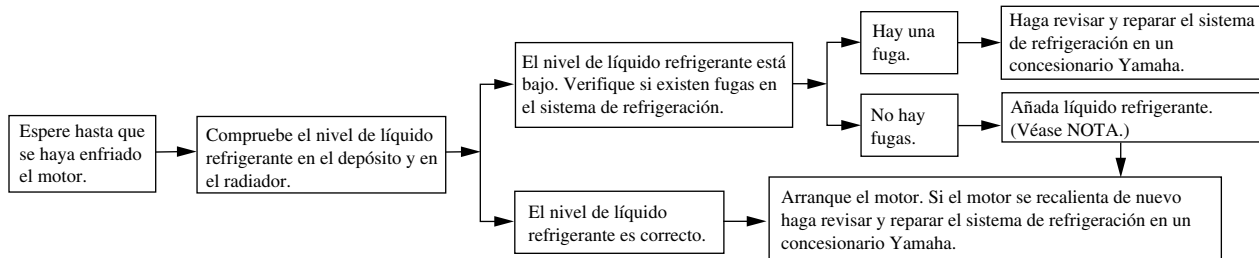 Espere hasta que
se haya enfriado
el motor.
Compruebe el nivel de líquido
refrigerante en el depósito y en
el radiador.
El nivel de líquido refrigerante está
bajo. Verifique si existen fugas en
el sistema de refrigeración.
Hay una
fuga.
Haga revisar y reparar el sistema
de refrigeración en un
concesionario Yamaha.
No hay
fugas.
Añada líquido refrigerante.
(Véase NOTA.)
El nivel de líquido
refrigerante es correcto.
Arranque el motor. Si el motor se recalienta de nuevo
haga revisar y reparar el sistema de refrigeración en un
concesionario Yamaha.